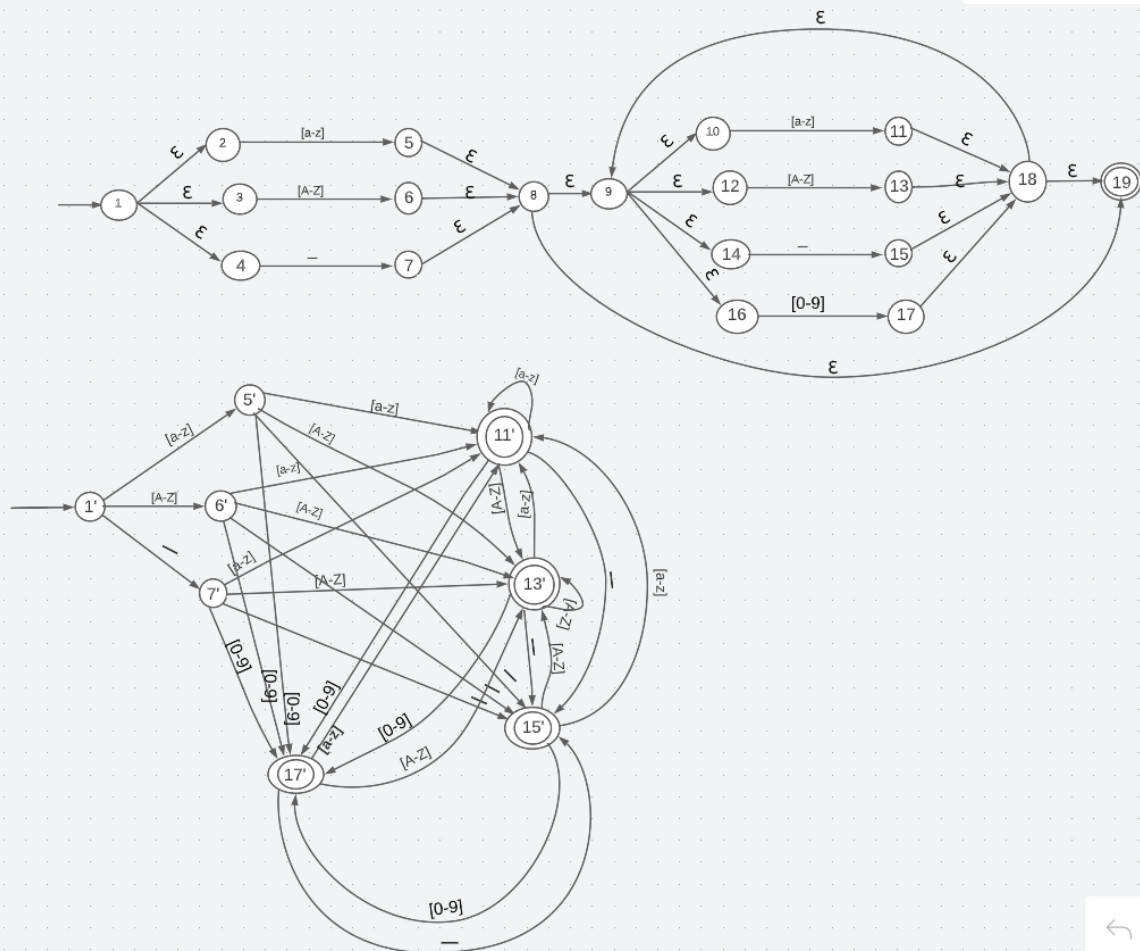 ε
2 [a-z] 5
ε ε
1 ε 3 [A-Z] 6 ε 8 ε 9
ε ε
4 _ 7
ε 10 [a-z] 11 ε
ε 12 [A-Z] 13 ε 18 ε 19
ε 14 _ 15 ε
ε 16 [0-9] 17 ε
ε
5' [a-z] [a-z]
[a-z] [A-Z] 11'
1' [A-Z] 6' [a-z] [A-Z] [a-z]
_ [A-Z]
7' [a-z] [A-Z] 13' _ [a-z]
[A-Z]
[0-9] [0-9] [0-9] [0-9] _ _ _ _ [A-Z]
[a-z] [0-9] 15'
17' [A-Z]
[0-9]
_